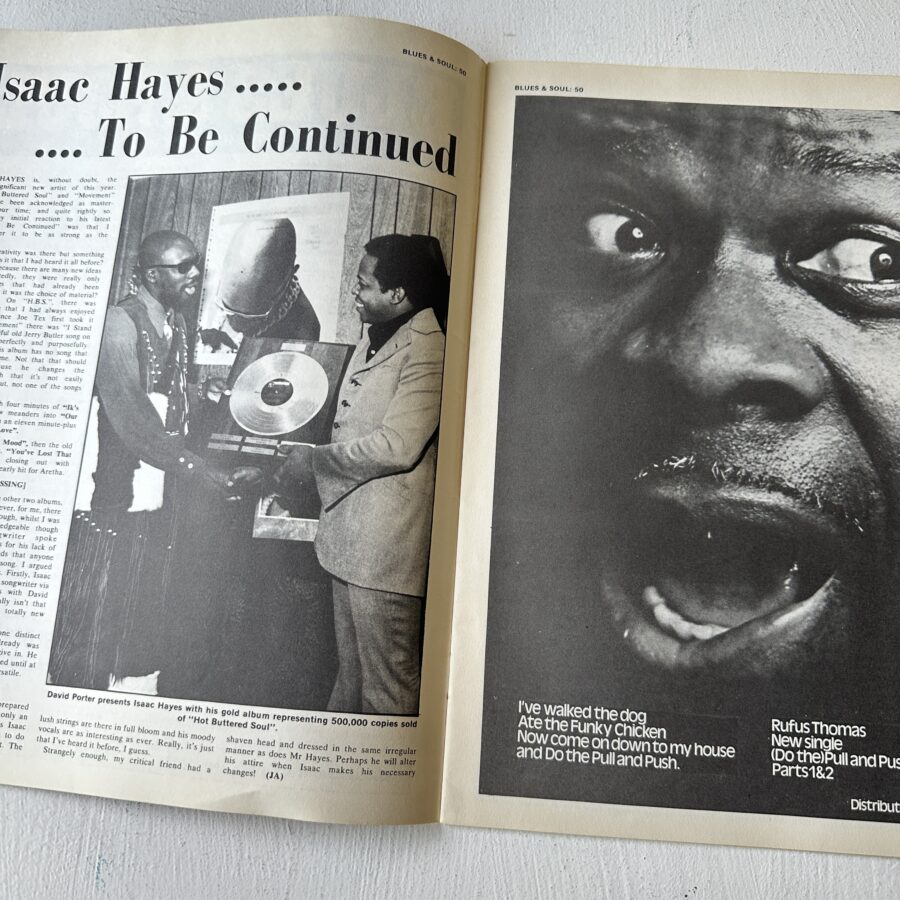 BLUES & SOUL: 50
Isaac Hayes .....
.... To Be Continued
HAYES is, without doubt, the
significant new artist of this year.
Buttered Soul" and "Movement"
been acknowledged as master-
our time; and quite rightly so.
initial reaction to his latest
Be Continued" was that I
it to be as strong as the
creativity was there but something
is it that I had heard it all before?
because there are many new ideas
they were really only
that had already been
it was the choice of material?
On "H.B.S.", there was
that I had always enjoyed
since Joe Tex first took it
"Movement" there was "I Stand
old Jerry Butler song on
perfectly and purposefully
this album has no song that
me. Not that that should
because he changes the
that it's not easily
but, not one of the songs
four minutes of "Ik's
meanders into "Our
an eleven minute-plus
Love".
Mood", then the old
"You've Lost That
closing out with
early hit for Aretha.
other two albums,
for me, there
though, whilst I was
though
songwriter spoke
for his lack of
that anyone
song. I argued
Firstly, Isaac
songwriter via
with David
really isn't that
totally new
one distinct
already was
live in. He
until at
versatile.
prepared
only an
Isaac
to do
it. The
David Porter presents Isaac Hayes with his gold album representing 500,000 copies sold
of "Hot Buttered Soul".
lush strings are there in full bloom and his moody
vocals are as interesting as ever. Really, it's just
that I've heard it before, I guess.
Strangely enough, my critical friend had a
shaven head and dressed in the same irregular
manner as does Mr Hayes. Perhaps he will alter
his attire when Isaac makes his necessary
changes! (JA)
BLUES & SOUL: 50
I've walked the dog
Ate the Funky Chicken
Now come on down to my house
and Do the Pull and Push.
Rufus Thomas
New single
(Do the)Pull and Pus
Parts 1&2
Distribut